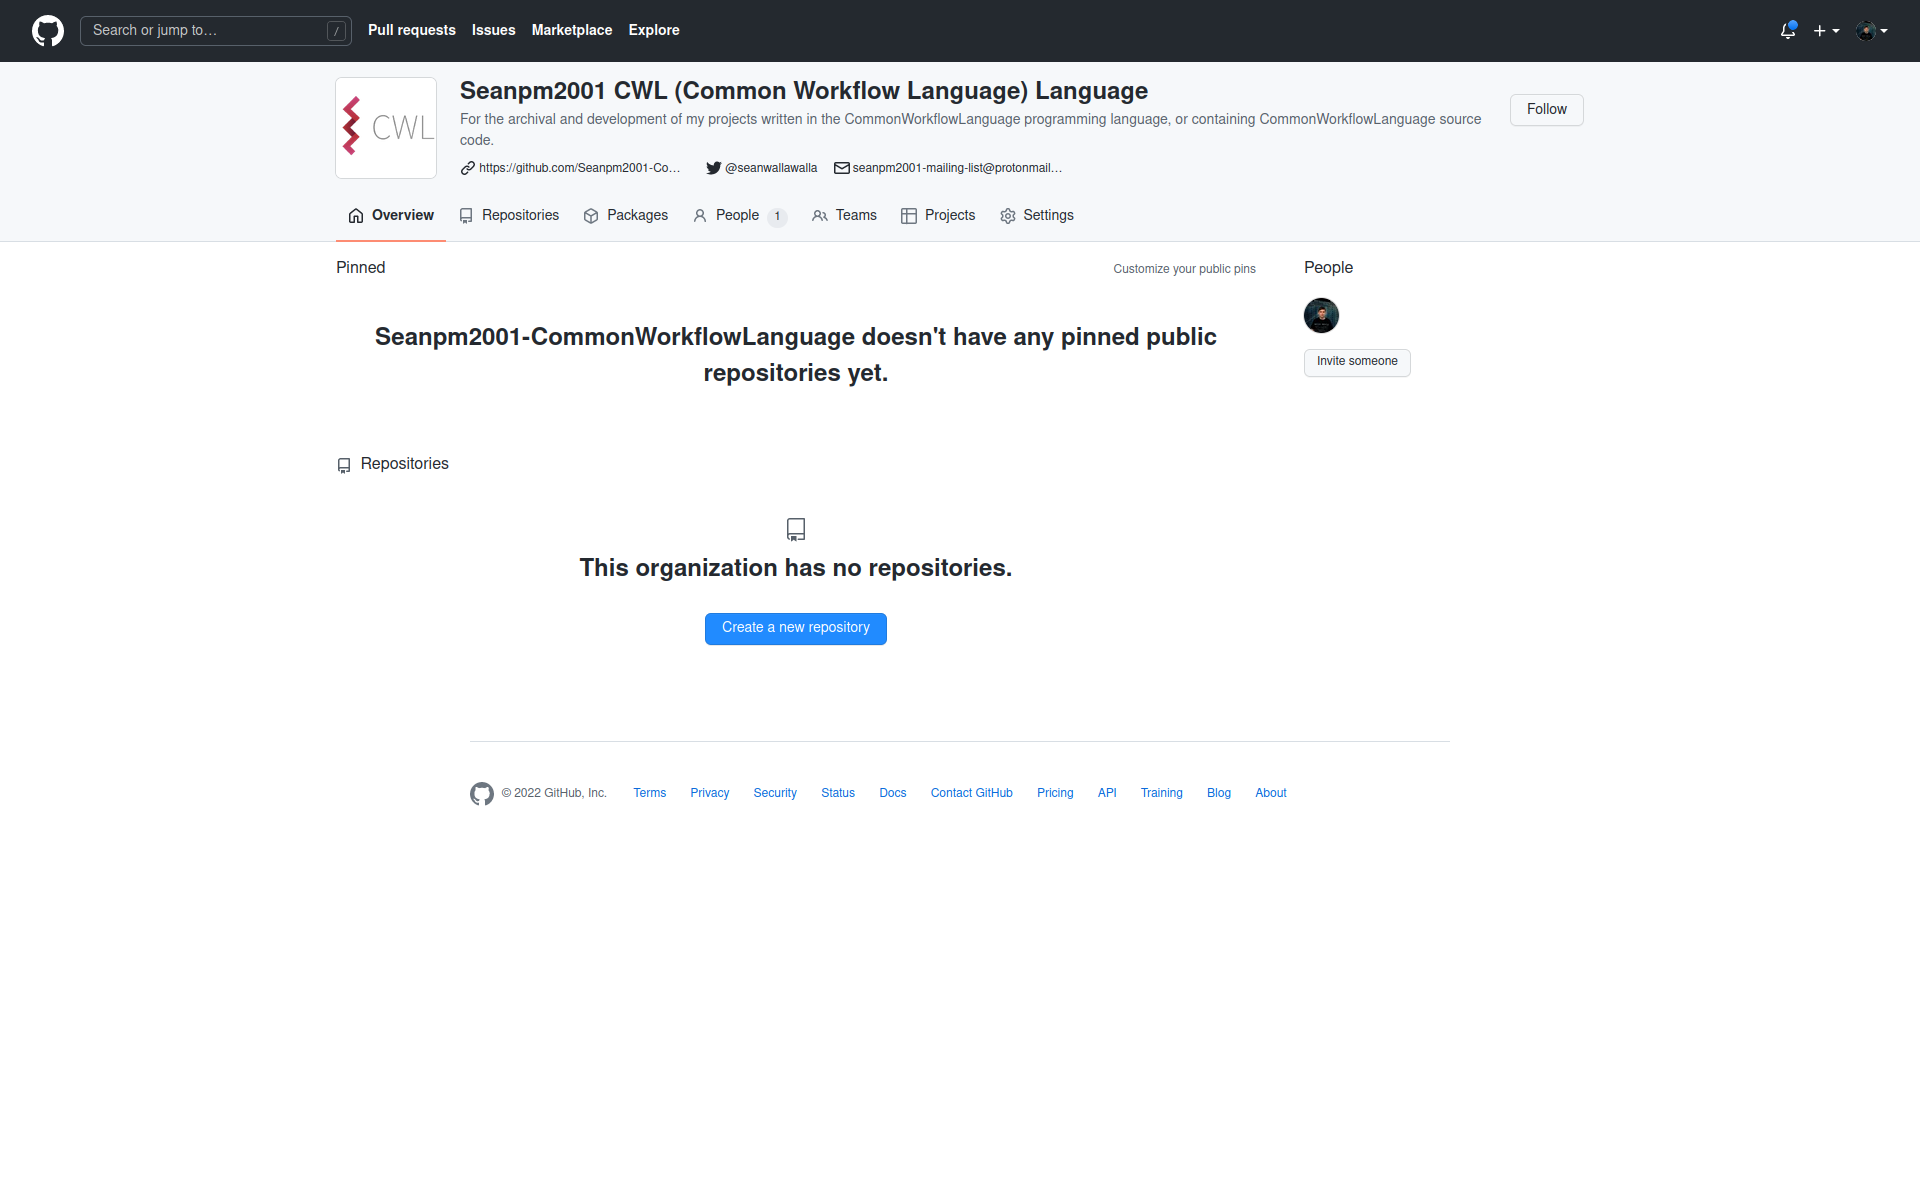 Search or jump to… /
Pull requests Issues Marketplace Explore
CWL
Seanpm2001 CWL (Common Workflow Language) Language
For the archival and development of my projects written in the CommonWorkflowLanguage programming language, or containing CommonWorkflowLanguage source
code.
https://github.com/Seanpm2001-Co… @seanwallawalla seanpm2001-mailing-list@protonmail…
Follow
Overview Repositories Packages People 1 Teams Projects Settings
Pinned
Customize your public pins
Seanpm2001-CommonWorkflowLanguage doesn't have any pinned public
repositories yet.
People
Invite someone
Repositories
This organization has no repositories.
Create a new repository
© 2022 GitHub, Inc. Terms Privacy Security Status Docs Contact GitHub Pricing API Training Blog About